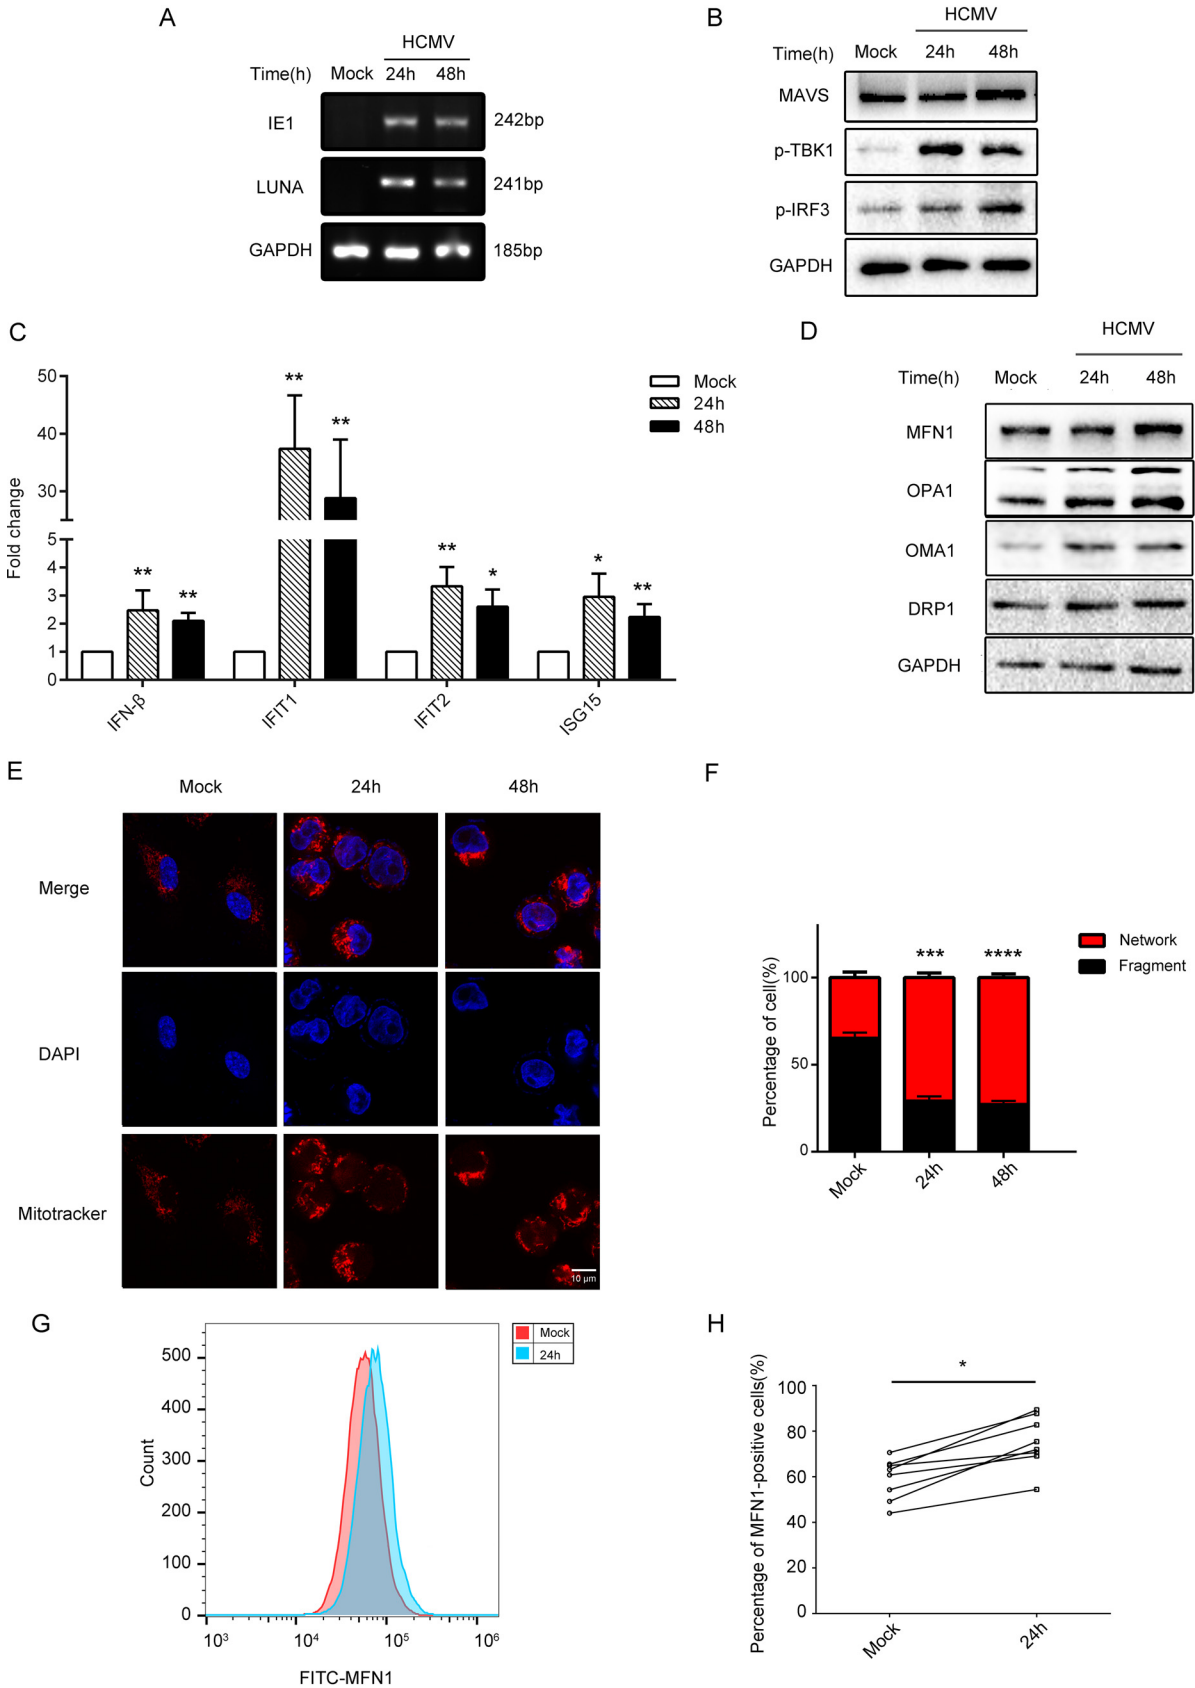 A
HCMV
Time(h) Mock 24h 48h
IE1 242bp
LUNA 241bp
GAPDH 185bp
B
HCMV
Time(h) Mock 24h 48h
MAVS
p-TBK1
p-IRF3
GAPDH
C
Fold change
50
40
30
5
4
3
2
1
0
** ** ** ** ** * * **
IFN-β IFIT1 IFIT2 ISG15
Mock
24h
48h
D
HCMV
Time(h) Mock 24h 48h
MFN1
OPA1
OMA1
DRP1
GAPDH
E
Mock 24h 48h
Merge
DAPI
Mitotracker
10 μm
F
Percentage of cell(%)
100
50
0
*** ****
Mock 24h 48h
Network
Fragment
G
Count
500
400
300
200
100
0
10³ 10⁴ 10⁵ 10⁶
FITC-MFN1
Mock
24h
H
Percentage of MFN1-positive cells(%)
*
100
80
60
40
20
0
Mock 24h